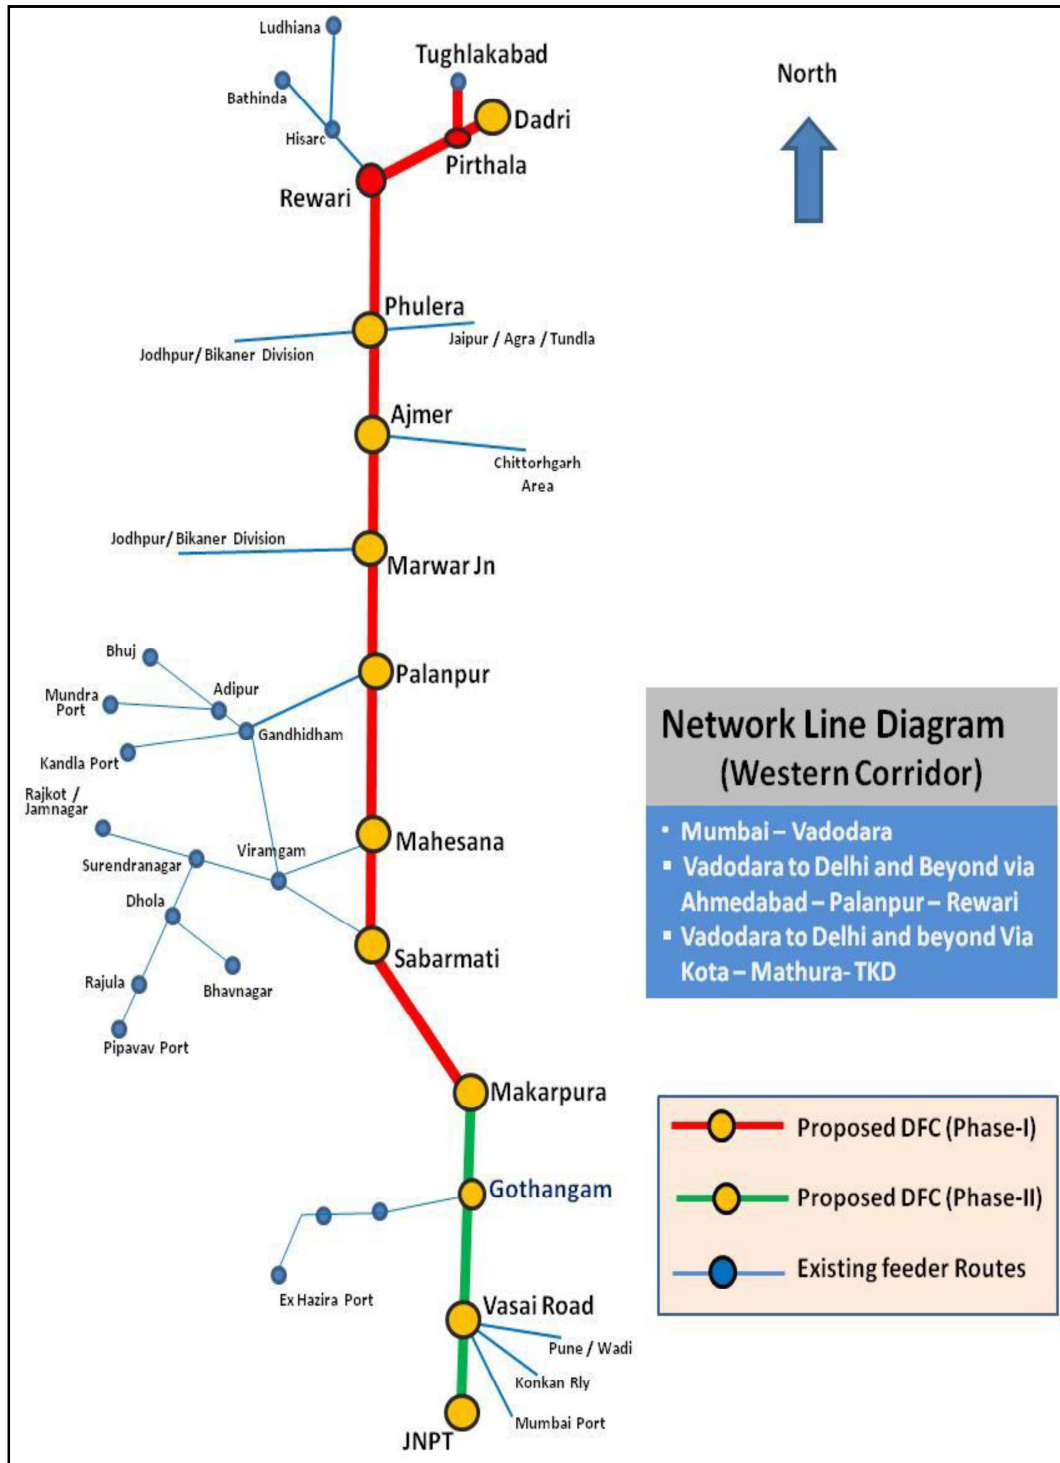 Ludhiana
Tughlakabad
North
Bathinda
Dadri
Hisarc
Pirthala
Rewari
Phulera
Jaipur / Agra / Tundla
Jodhpur/ Bikaner Division
Ajmer
Chittorhgarh
Area
Jodhpur/ Bikaner Division
Marwar Jn
Bhuj
Palanpur
Adipur
Mundra
Port
Gandhidham
Kandla Port
Rajkot /
Jamnagar
Mahesana
Viramgam
Surendranagar
Dhola
Sabarmati
Rajula
Bhavnagar
Pipavav Port
Network Line Diagram
(Western Corridor)
▪ Mumbai – Vadodara
▪ Vadodara to Delhi and Beyond via
Ahmedabad – Palanpur – Rewari
▪ Vadodara to Delhi and beyond Via
Kota – Mathura- TKD
Makarpura
Gothangam
Ex Hazira Port
Vasai Road
Pune / Wadi
Konkan Rly
Mumbai Port
JNPT
Proposed DFC (Phase-I)
Proposed DFC (Phase-II)
Existing feeder Routes